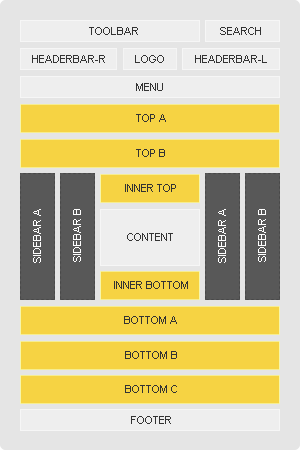 TOOLBAR
SEARCH
HEADERBAR-R
LOGO
HEADERBAR-L
MENU
TOP A
TOP B
SIDEBAR A
SIDEBAR B
INNER TOP
CONTENT
INNER BOTTOM
SIDEBAR A
SIDEBAR B
BOTTOM A
BOTTOM B
BOTTOM C
FOOTER